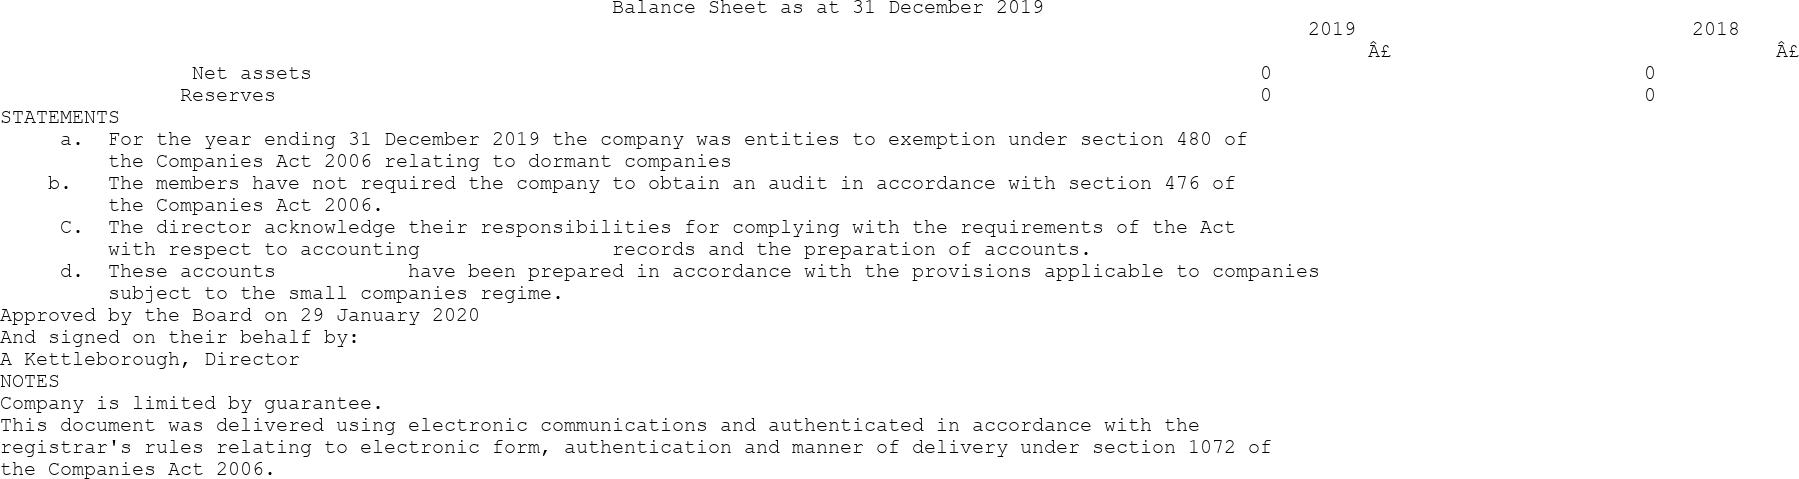 Balance Sheet as at 31 December 2019
2019 2018
Â£ Â£
Net assets 0 0
Reserves 0 0
STATEMENTS
a. For the year ending 31 December 2019 the company was entities to exemption under section 480 of
the Companies Act 2006 relating to dormant companies
b. The members have not required the company to obtain an audit in accordance with section 476 of
the Companies Act 2006.
C. The director acknowledge their responsibilities for complying with the requirements of the Act
with respect to accounting records and the preparation of accounts.
d. These accounts have been prepared in accordance with the provisions applicable to companies
subject to the small companies regime.
Approved by the Board on 29 January 2020
And signed on their behalf by:
A Kettleborough, Director
NOTES
Company is limited by guarantee.
This document was delivered using electronic communications and authenticated in accordance with the
registrar's rules relating to electronic form, authentication and manner of delivery under section 1072 of
the Companies Act 2006.